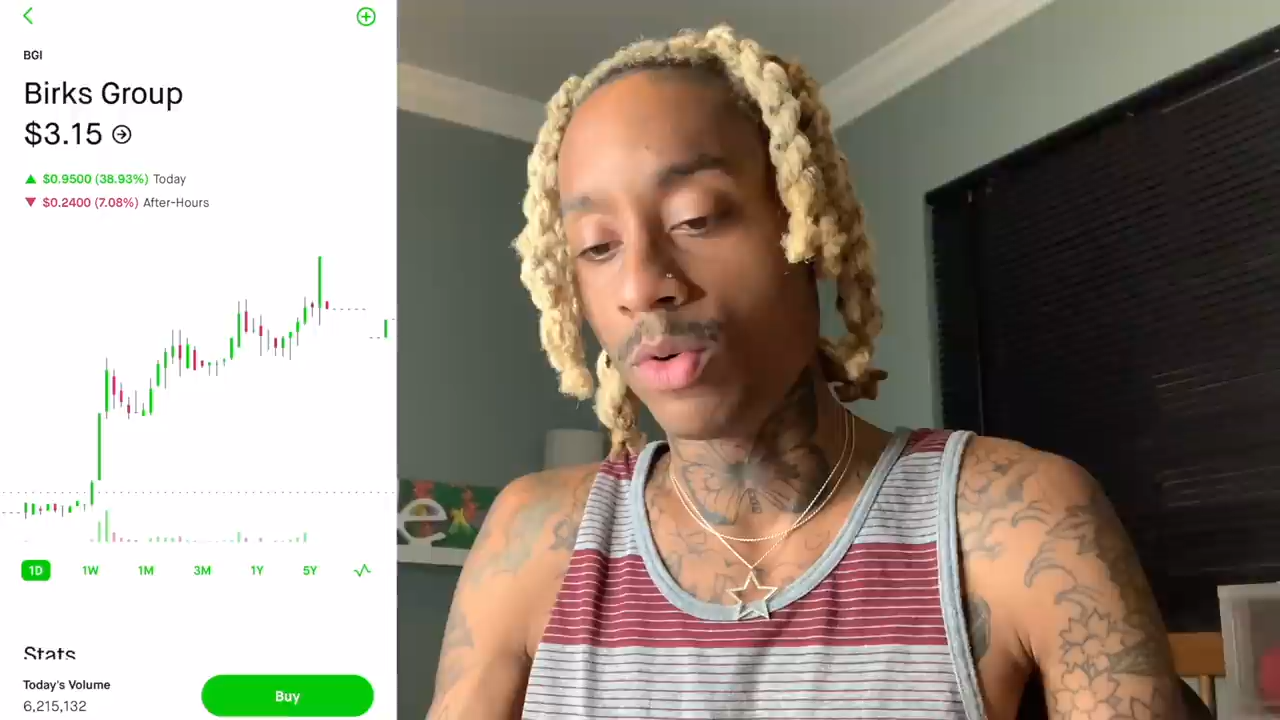 BGI
Birks Group
$3.15
$0.9500 (38.93%) Today
$0.2400 (7.08%) After-Hours
1D 1W 1M 3M 1Y 5Y
Stats
Today's Volume
6,215,132
Buy
e